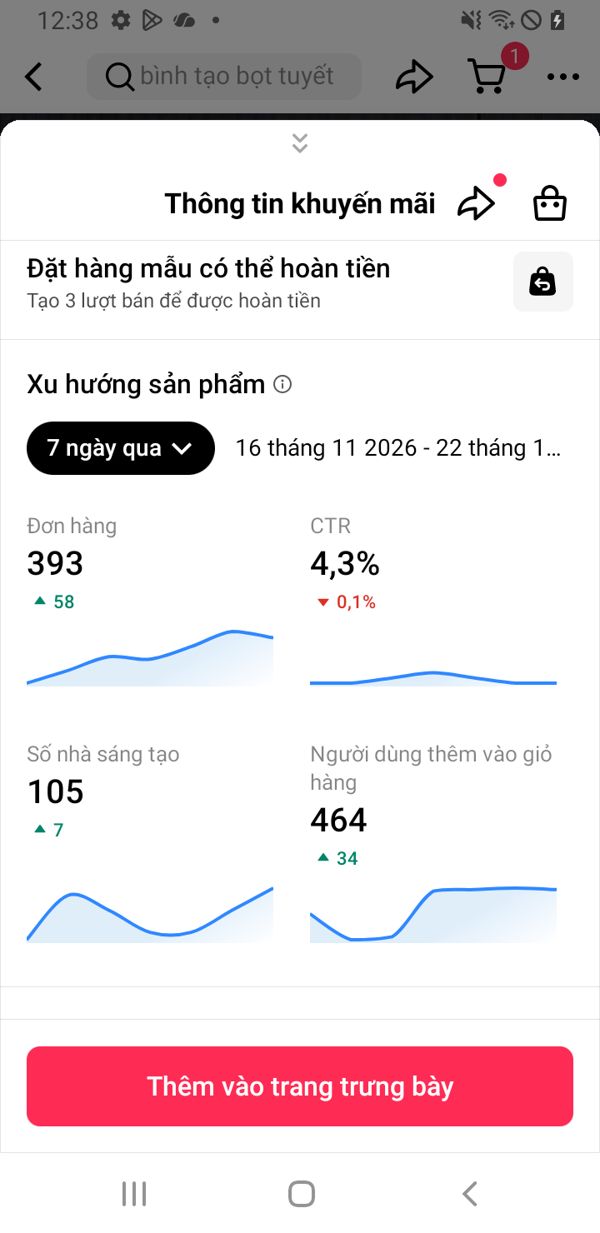 12:38
bình tạo bọt tuyết
1
Thông tin khuyến mãi
Đặt hàng mẫu có thể hoàn tiền
Tạo 3 lượt bán để được hoàn tiền
Xu hướng sản phẩm
7 ngày qua
16 tháng 11 2026 - 22 tháng 1...
Đơn hàng
393
58
CTR
4,3%
0,1%
Số nhà sáng tạo
105
7
Người dùng thêm vào giỏ
hàng
464
34
Thêm vào trang trưng bày